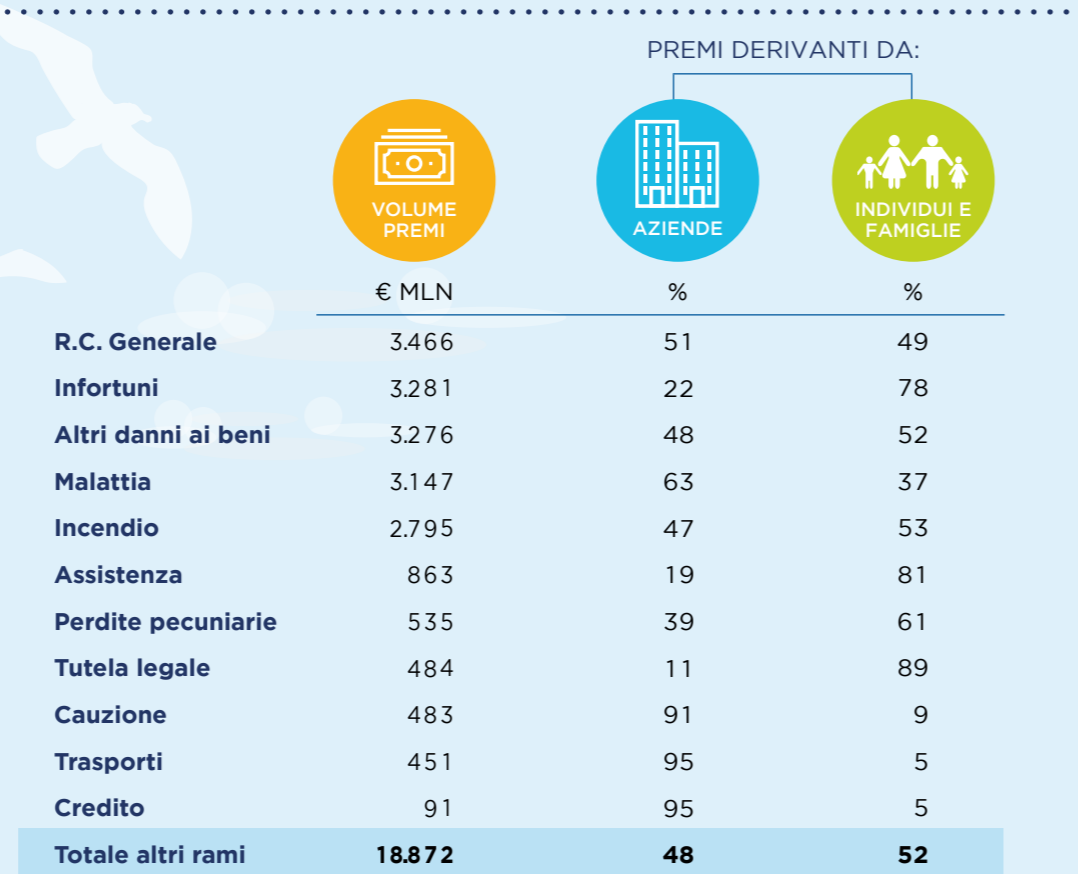 PREMI DERIVANTI DA:
VOLUME
PREMI
AZIENDE
INDIVIDUI E
FAMIGLIE
€ MLN % %
R.C. Generale 3.466 51 49
Infortuni 3.281 22 78
Altri danni ai beni 3.276 48 52
Malattia 3.147 63 37
Incendio 2.795 47 53
Assistenza 863 19 81
Perdite pecuniarie 535 39 61
Tutela legale 484 11 89
Cauzione 483 91 9
Trasporti 451 95 5
Credito 91 95 5
Totale altri rami 18.872 48 52